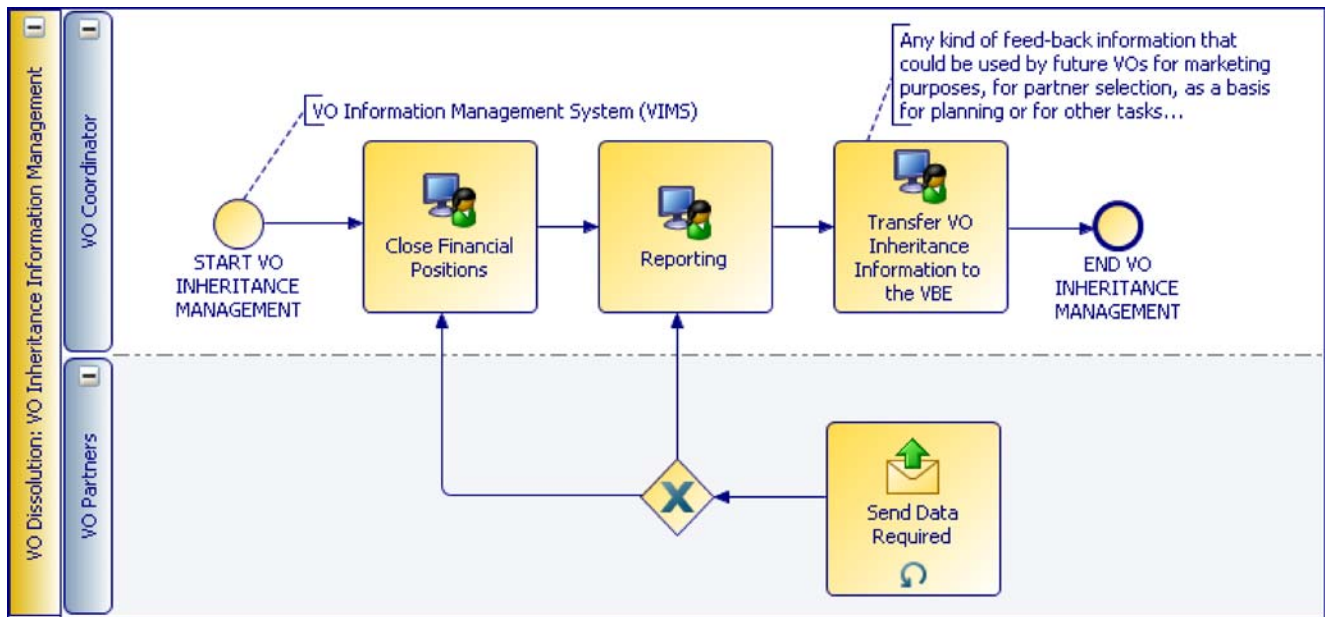 VO Dissolution: VO Inheritance Information Management
VO Coordinator
VO Information Management System (VIMS)
Any kind of feed-back information that
could be used by future VOs for marketing
purposes, for partner selection, as a basis
for planning or for other tasks...
START VO
INHERITANCE
MANAGEMENT
Close Financial
Positions
Reporting
Transfer VO
Inheritance
Information to
the VBE
END VO
INHERITANCE
MANAGEMENT
VO Partners
X
Send Data
Required